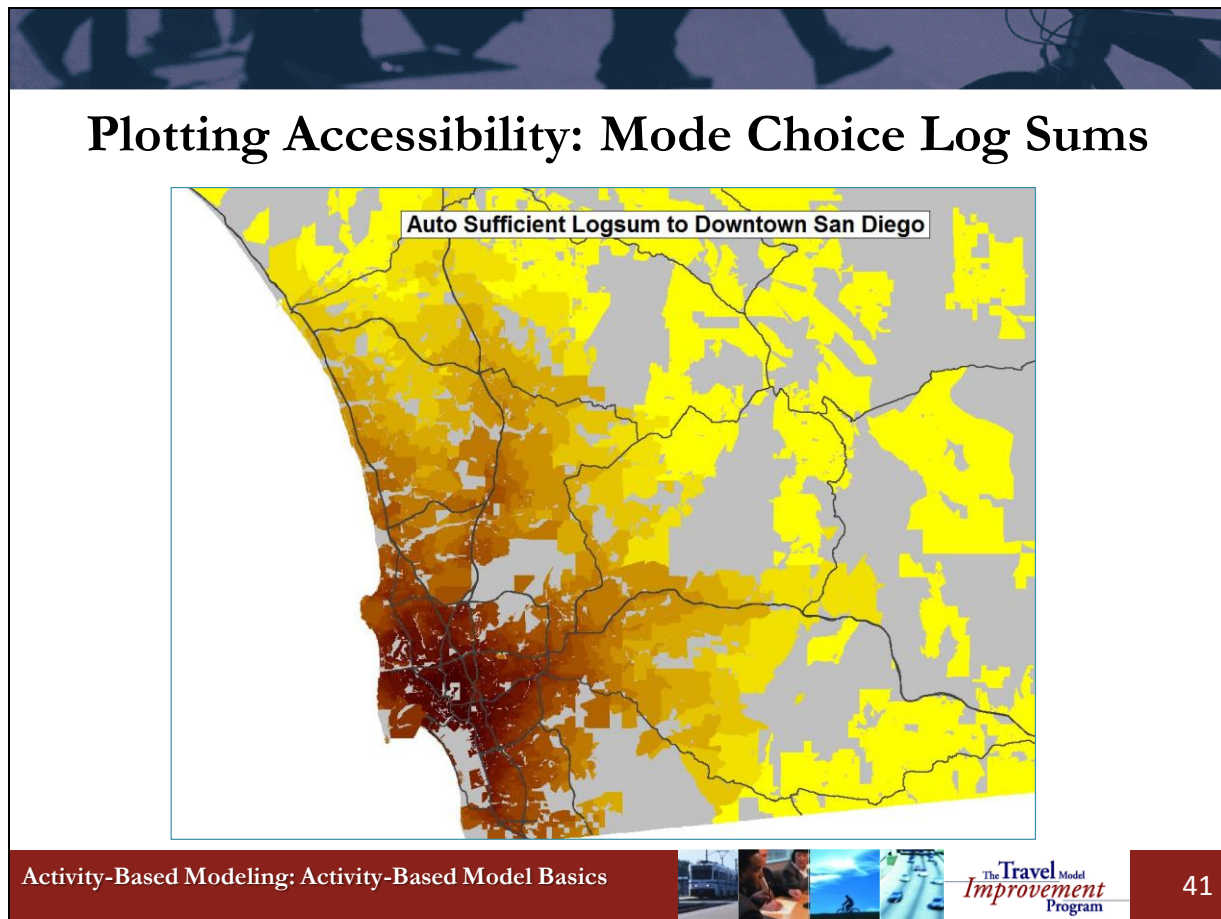 Plotting Accessibility: Mode Choice Log Sums
Auto Sufficient Logsum to Downtown San Diego
Activity-Based Modeling: Activity-Based Model Basics
The Travel Model
Improvement
Program
41